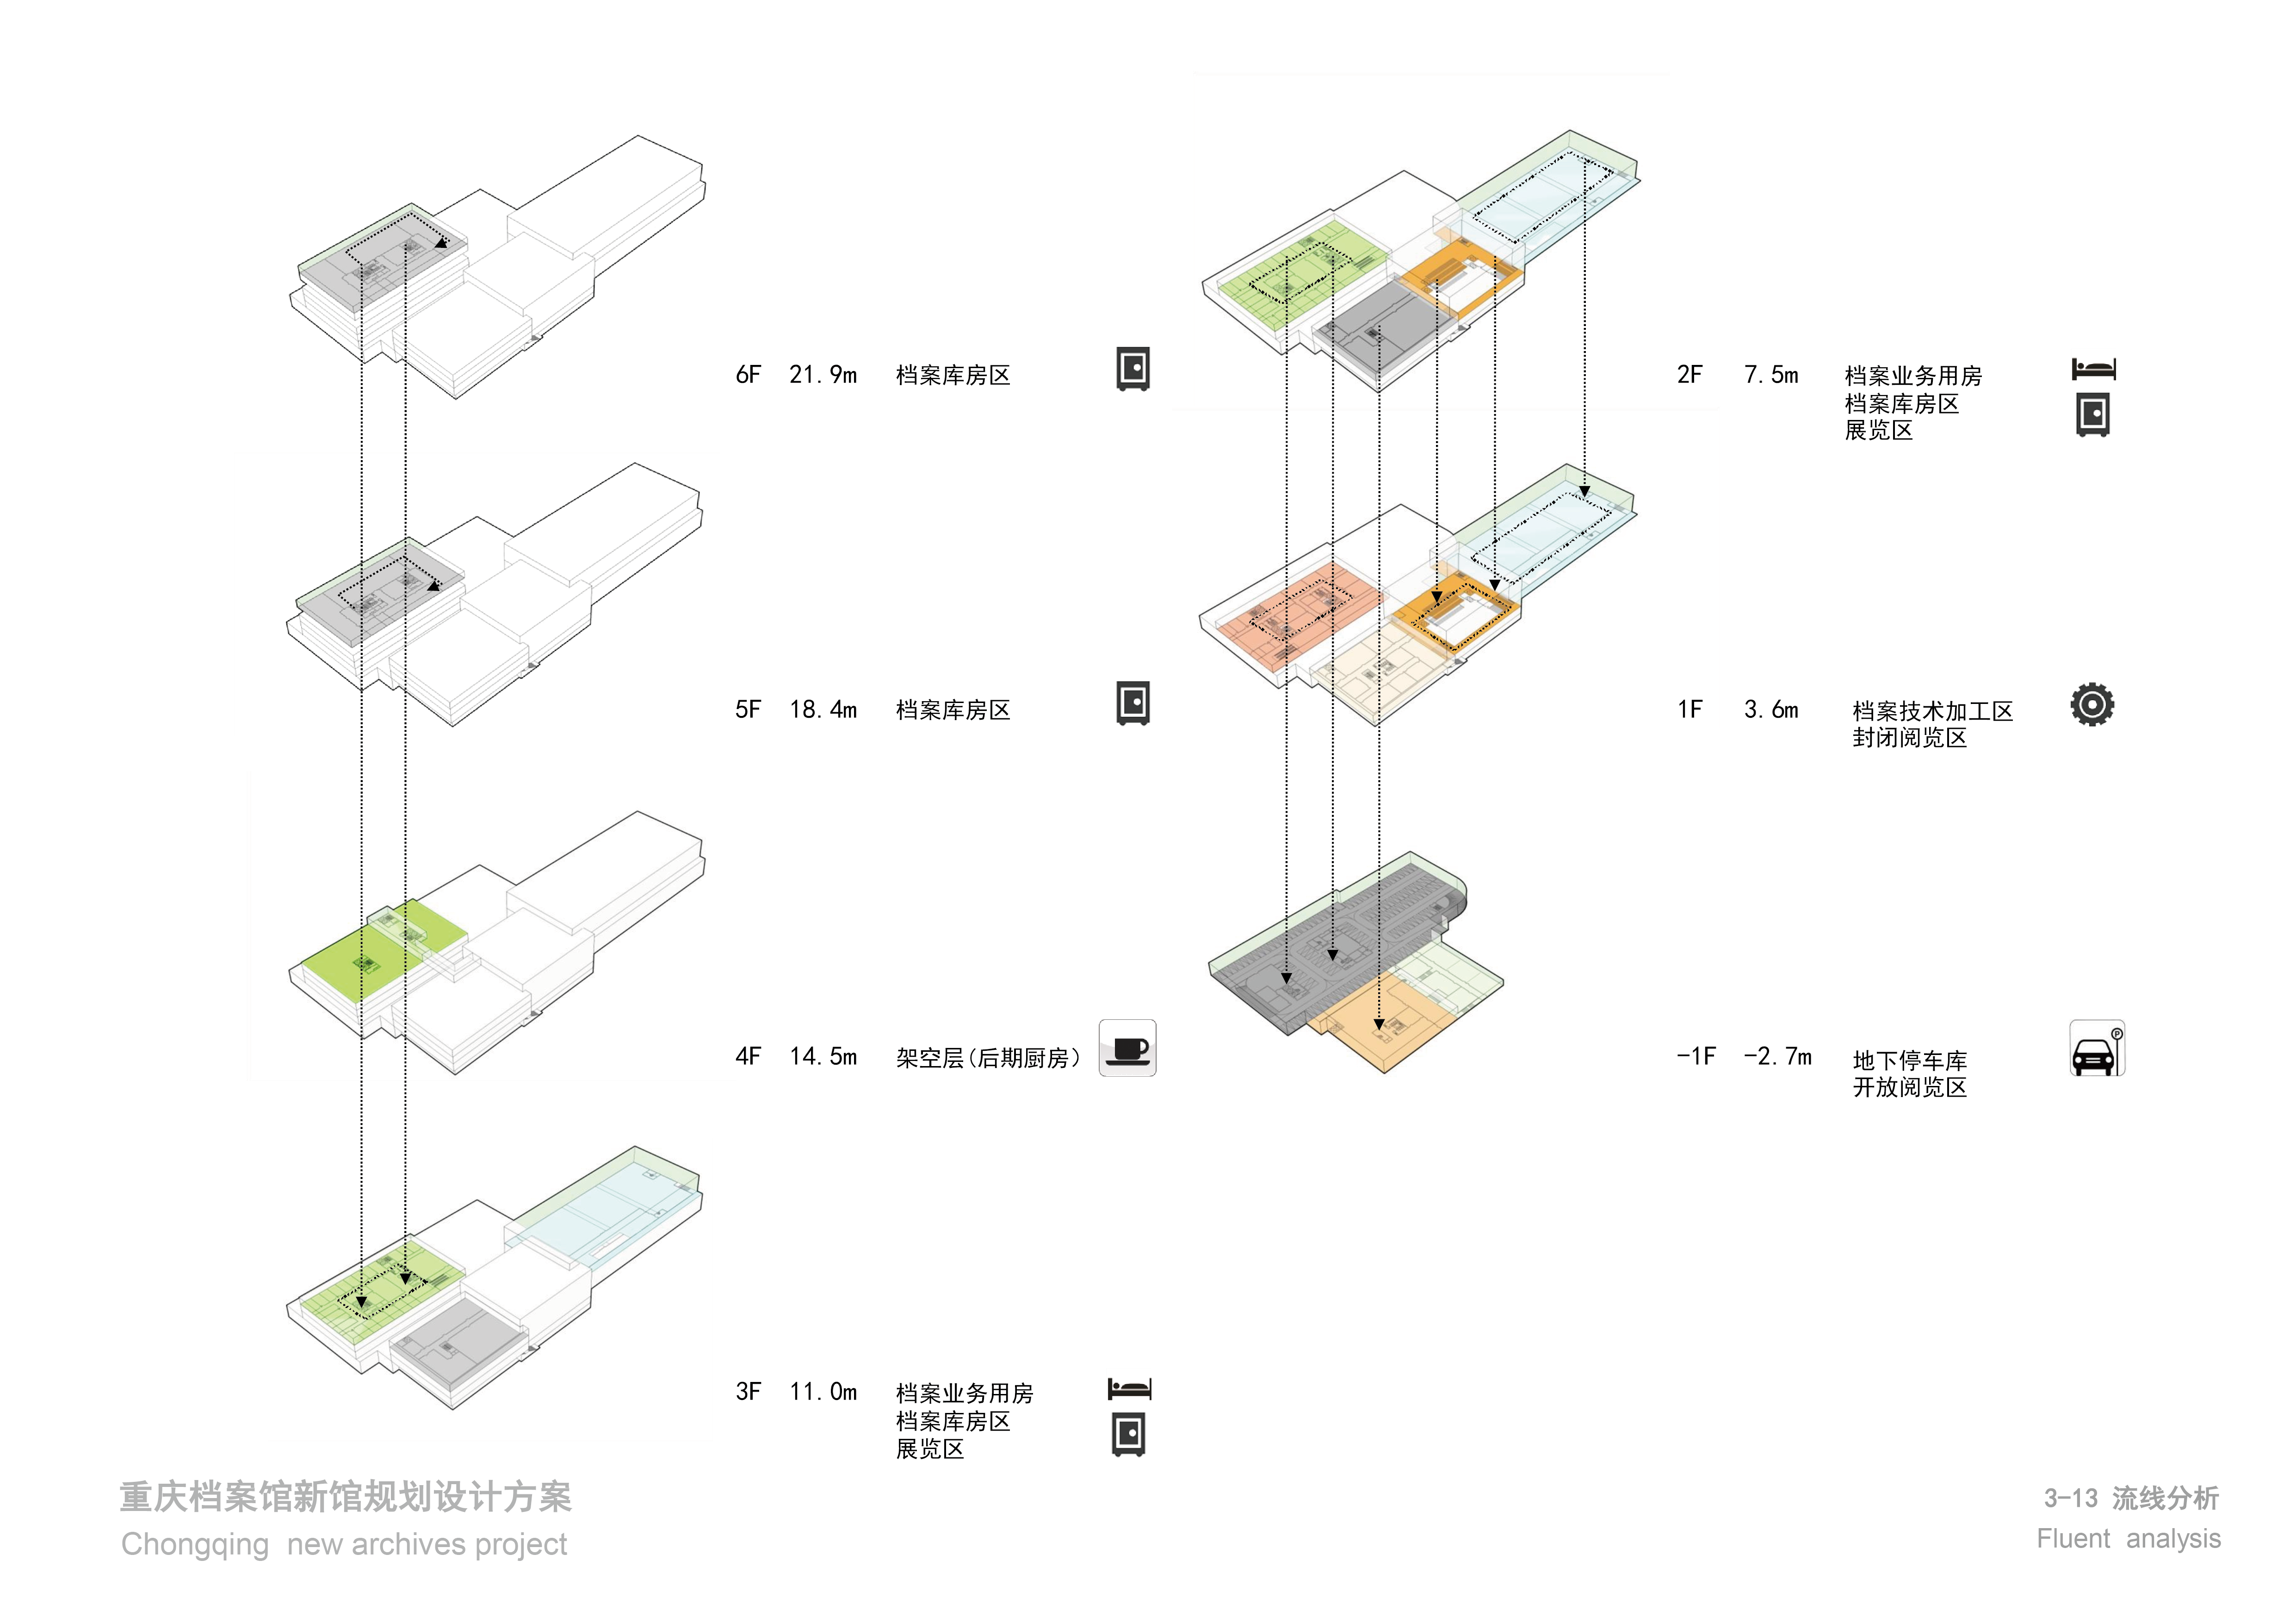 6F 21.9m 档案库房区
5F 18.4m 档案库房区
4F 14.5m 架空层(后期厨房)
3F 11.0m 档案业务用房
档案库房区
展览区
2F 7.5m 档案业务用房
档案库房区
展览区
1F 3.6m 档案技术加工区
封闭阅览区
-1F -2.7m 地下停车库
开放阅览区
P
重庆档案馆新馆规划设计方案
Chongqing new archives project
3-13 流线分析
Fluent analysis